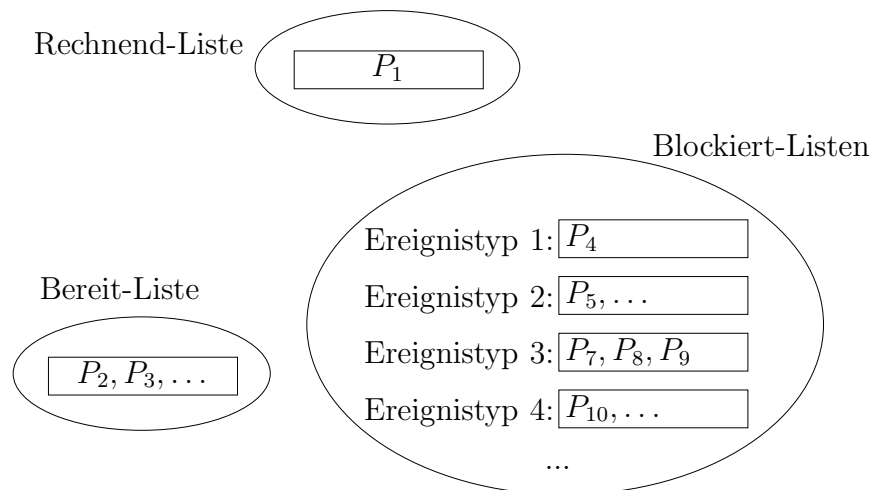 Rechnend-Liste
P₁
Blockiert-Listen
Ereignistyp 1: P₄
Bereit-Liste
Ereignistyp 2: P₅, . . .
Ereignistyp 3: P₇, P₈, P₉
P₂, P₃, . . .
Ereignistyp 4: P₁₀, . . .
...